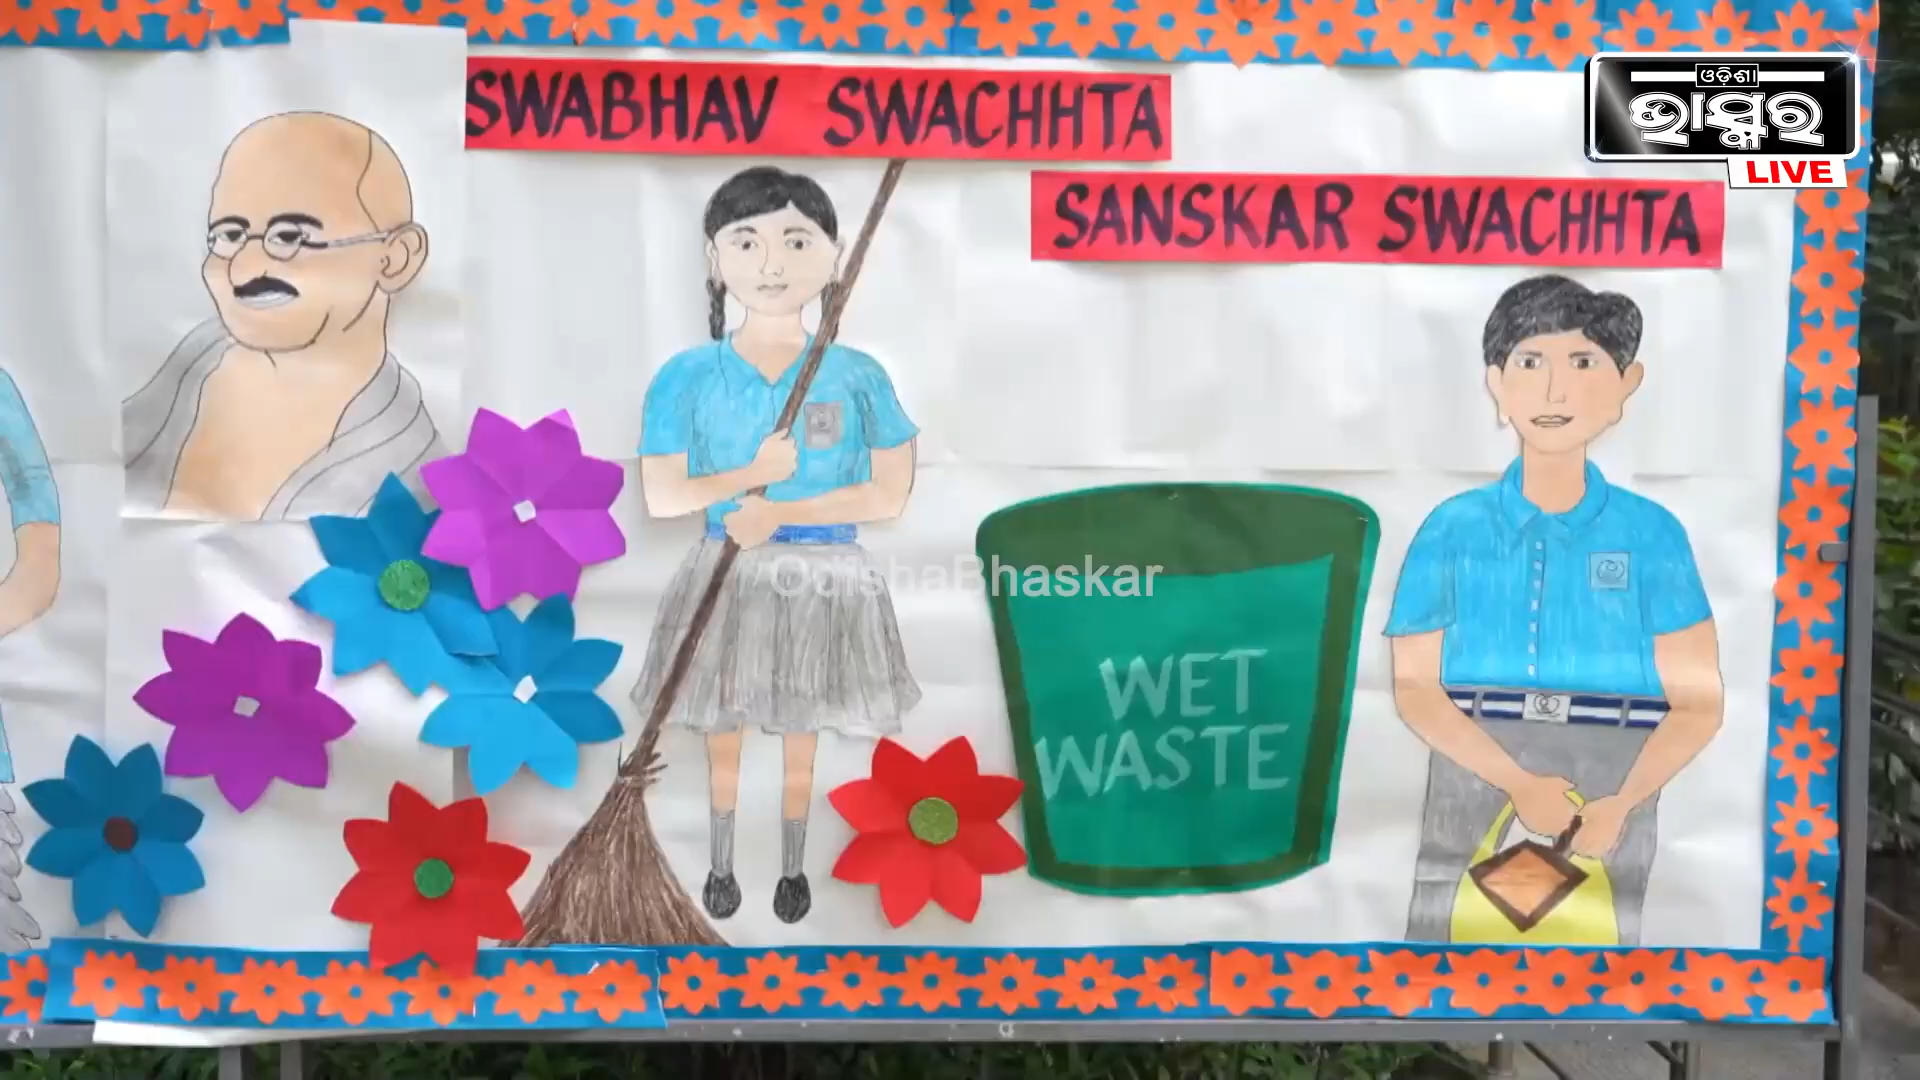 SWABHAV SWACHHTA
SANSKAR SWACHHTA
ଓଡ଼ିଶା
ଭାସ୍କର
LIVE
OdishaBhaskar
WET
WASTE